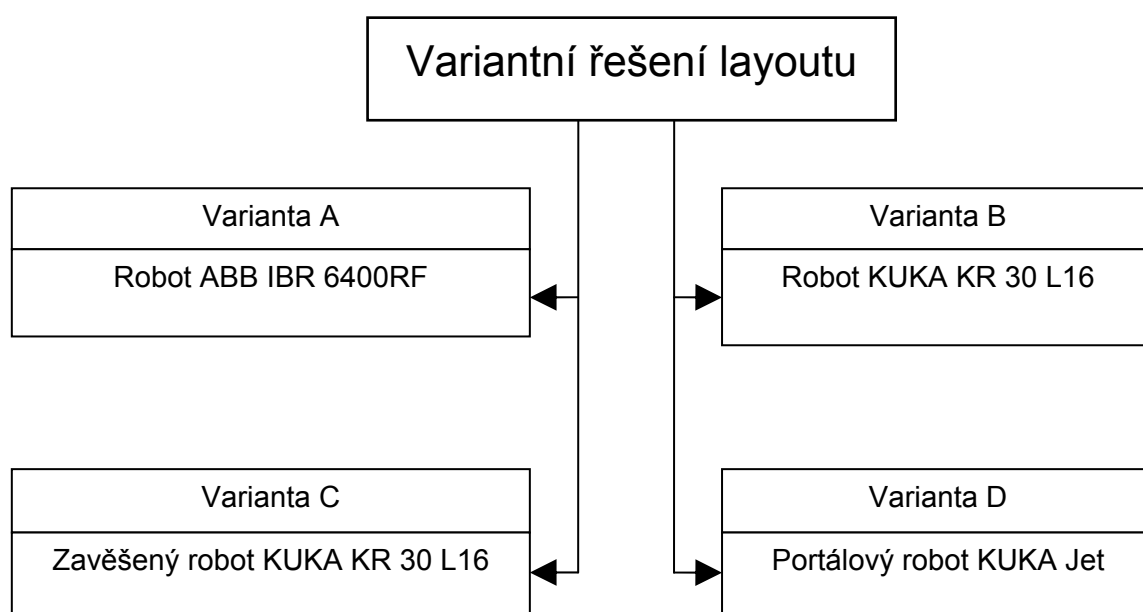 Variantní řešení layoutu
Varianta A
Robot ABB IBR 6400RF
Varianta B
Robot KUKA KR 30 L16
Varianta C
Zavěšený robot KUKA KR 30 L16
Varianta D
Portálový robot KUKA Jet